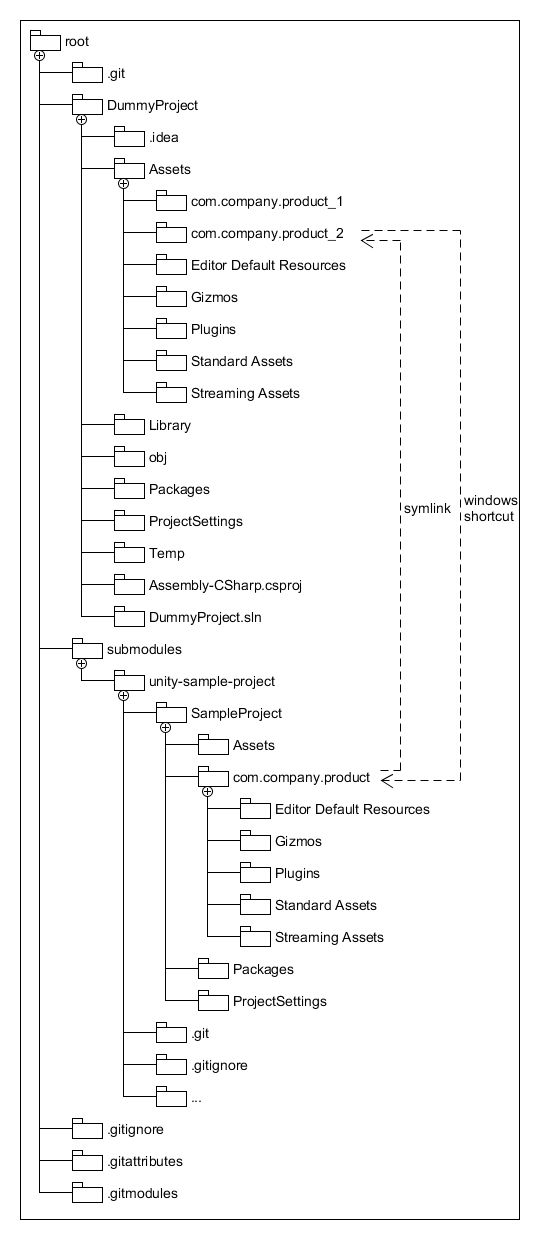 root
.git
DummyProject
.idea
Assets
com.company.product_1
com.company.product_2
Editor Default Resources
Gizmos
Plugins
Standard Assets
Streaming Assets
Library
obj
Packages
ProjectSettings
Temp
Assembly-CSharp.csproj
DummyProject.sln
symlink
windows
shortcut
submodules
unity-sample-project
SampleProject
Assets
com.company.product
Editor Default Resources
Gizmos
Plugins
Standard Assets
Streaming Assets
Packages
ProjectSettings
.git
.gitignore
...
.gitignore
.gitattributes
.gitmodules